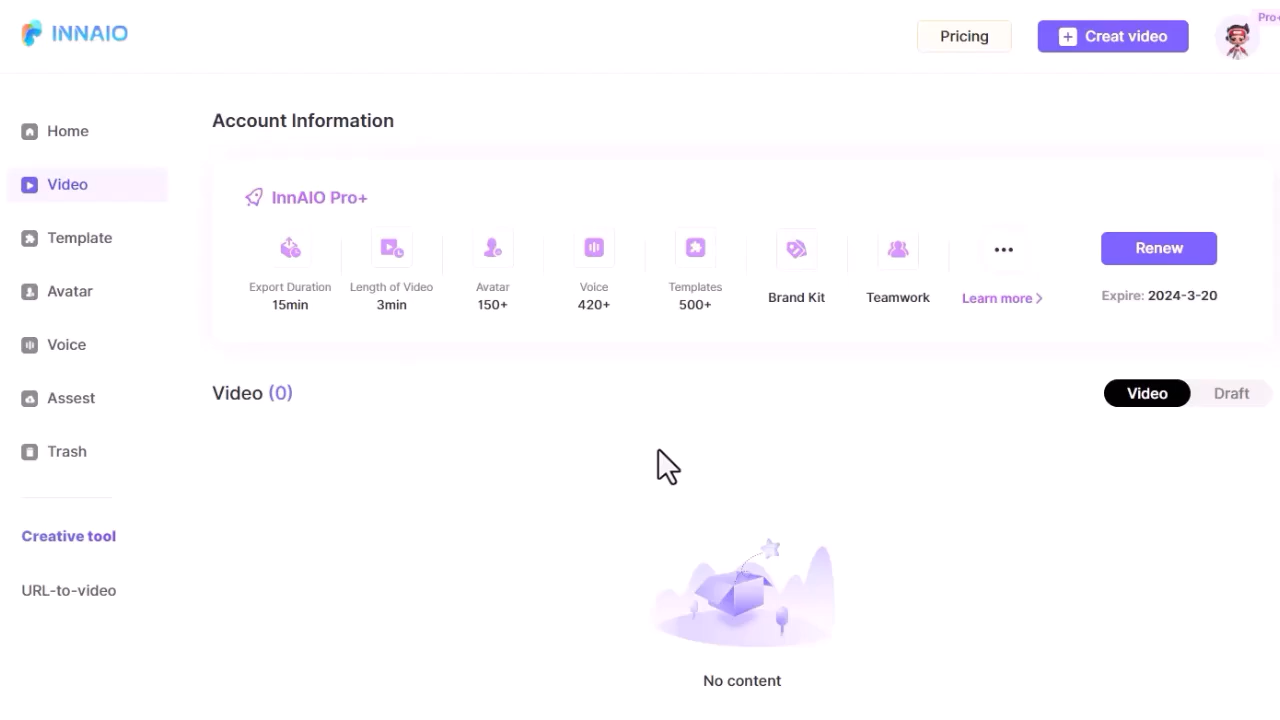 INNAIO
Pricing
Creat video
Pro+
Home
Video
Template
Avatar
Voice
Assest
Trash
Creative tool
URL-to-video
Account Information
InnAIO Pro+
Export Duration
15min
Length of Video
3min
Avatar
150+
Voice
420+
Templates
500+
Brand Kit
Teamwork
Learn more
Renew
Expire: 2024-3-20
Video (0)
Video
Draft
No content